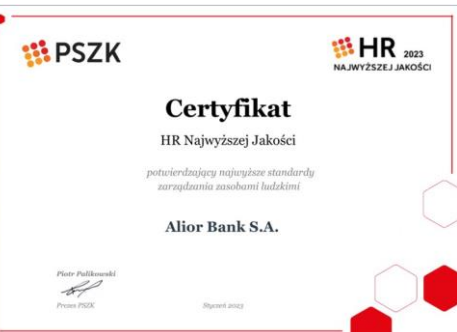 PSZK
HR 2023
NAJWYŻSZEJ JAKOŚCI
Certyfikat
HR Najwyższej Jakości
potwierdzający najwyższe standardy
zarządzania zasobami ludzkimi
Alior Bank S.A.
Piotr Palikowski
Prezes PSZK
Styczeń 2023